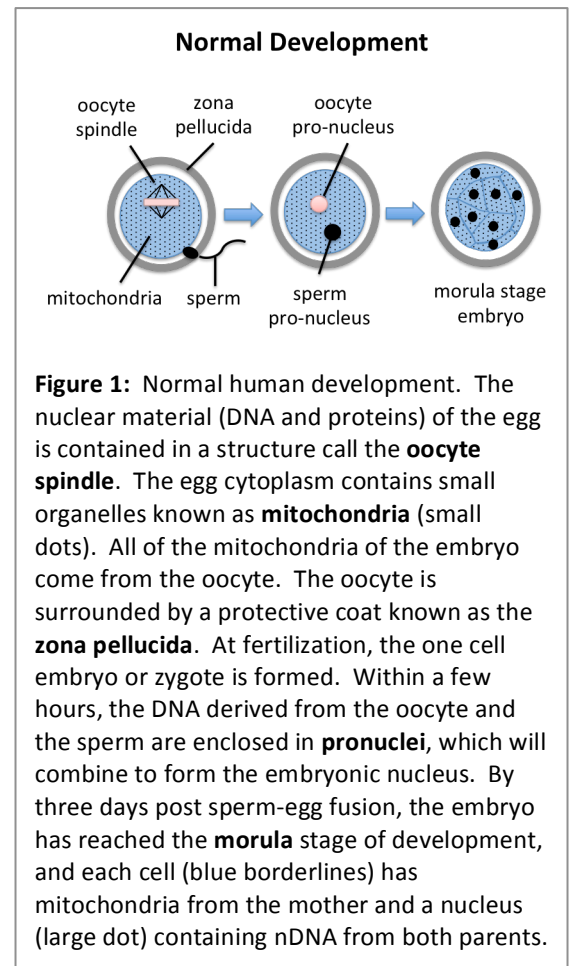 Normal Development
oocyte
spindle
zona
pellucida
oocyte
pro-nucleus
mitochondria
sperm
sperm
pro-nucleus
morula stage
embryo
Figure 1:  Normal human development.  The
nuclear material (DNA and proteins) of the egg
is contained in a structure call the oocyte
spindle.  The egg cytoplasm contains small
organelles known as mitochondria (small
dots).  All of the mitochondria of the embryo
come from the oocyte.  The oocyte is
surrounded by a protective coat known as the
zona pellucida.  At fertilization, the one cell
embryo or zygote is formed.  Within a few
hours, the DNA derived from the oocyte and
the sperm are enclosed in pronuclei, which will
combine to form the embryonic nucleus.  By
three days post sperm-egg fusion, the embryo
has reached the morula stage of development,
and each cell (blue borderlines) has
mitochondria from the mother and a nucleus
(large dot) containing nDNA from both parents.